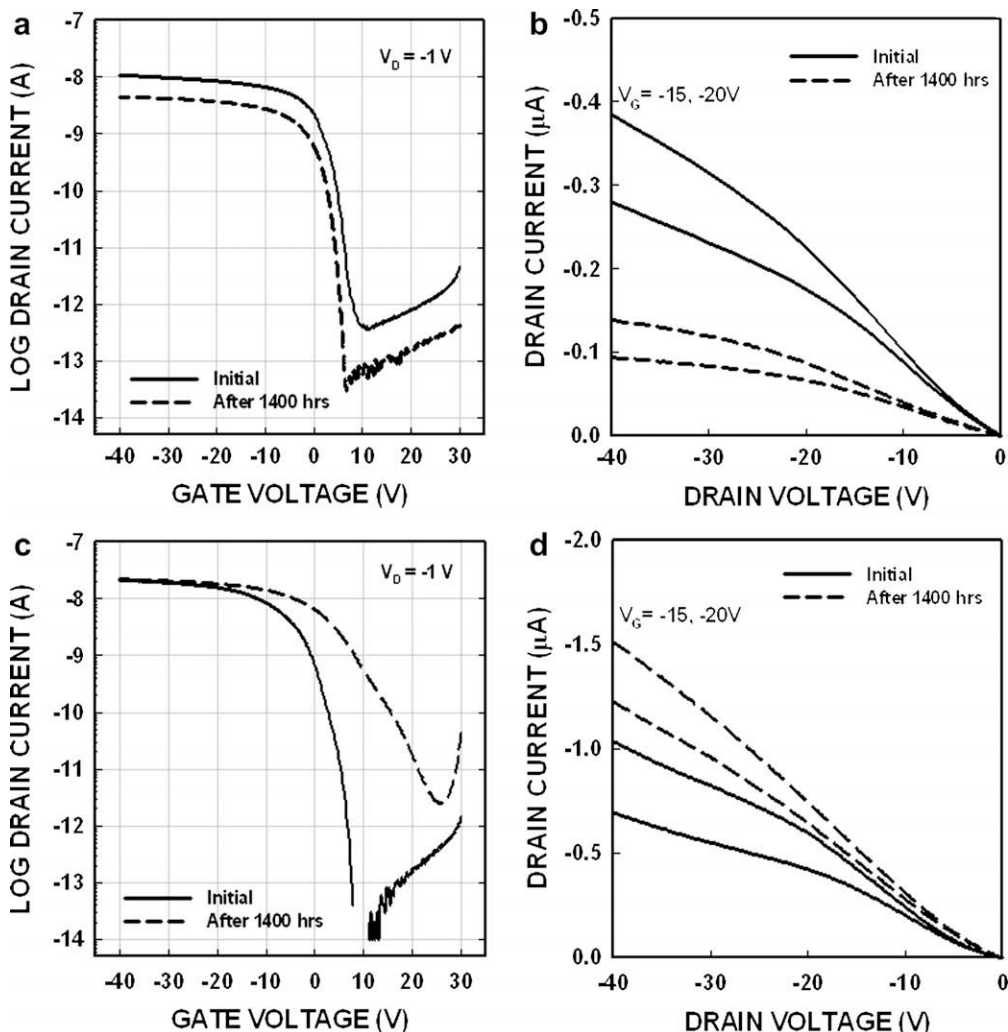 a
V_D = -1 V
LOG DRAIN CURRENT (A)
-7
-8
-9
-10
-11
-12
-13
-14
Initial
After 1400 hrs
-40 -30 -20 -10 0 10 20 30
GATE VOLTAGE (V)
b
DRAIN CURRENT (μA)
-0.5
-0.4
-0.3
-0.2
-0.1
0.0
Initial
After 1400 hrs
V_G = -15, -20V
-40 -30 -20 -10 0
DRAIN VOLTAGE (V)
c
V_D = -1 V
LOG DRAIN CURRENT (A)
-7
-8
-9
-10
-11
-12
-13
-14
Initial
After 1400 hrs
-40 -30 -20 -10 0 10 20 30
GATE VOLTAGE (V)
d
DRAIN CURRENT (μA)
-2.0
-1.5
-1.0
-0.5
0.0
Initial
After 1400 hrs
V_G = -15, -20V
-40 -30 -20 -10 0
DRAIN VOLTAGE (V)